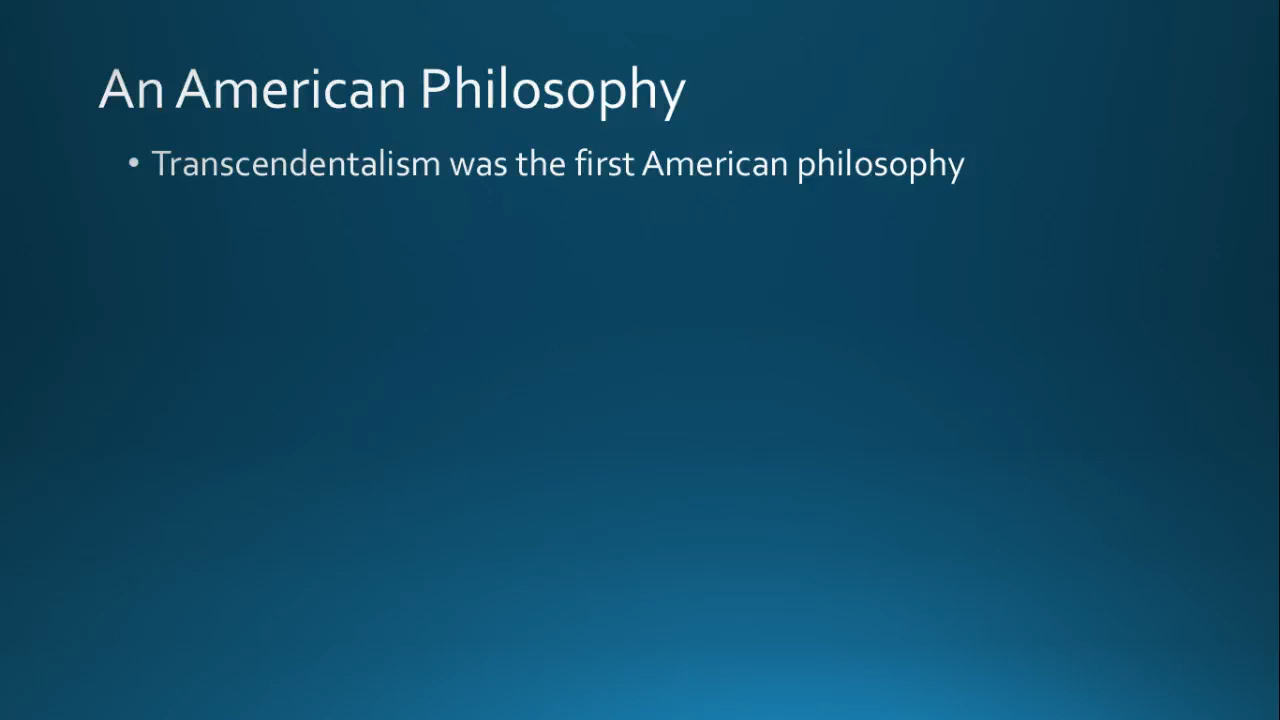 An American Philosophy
• Transcendentalism was the first American philosophy